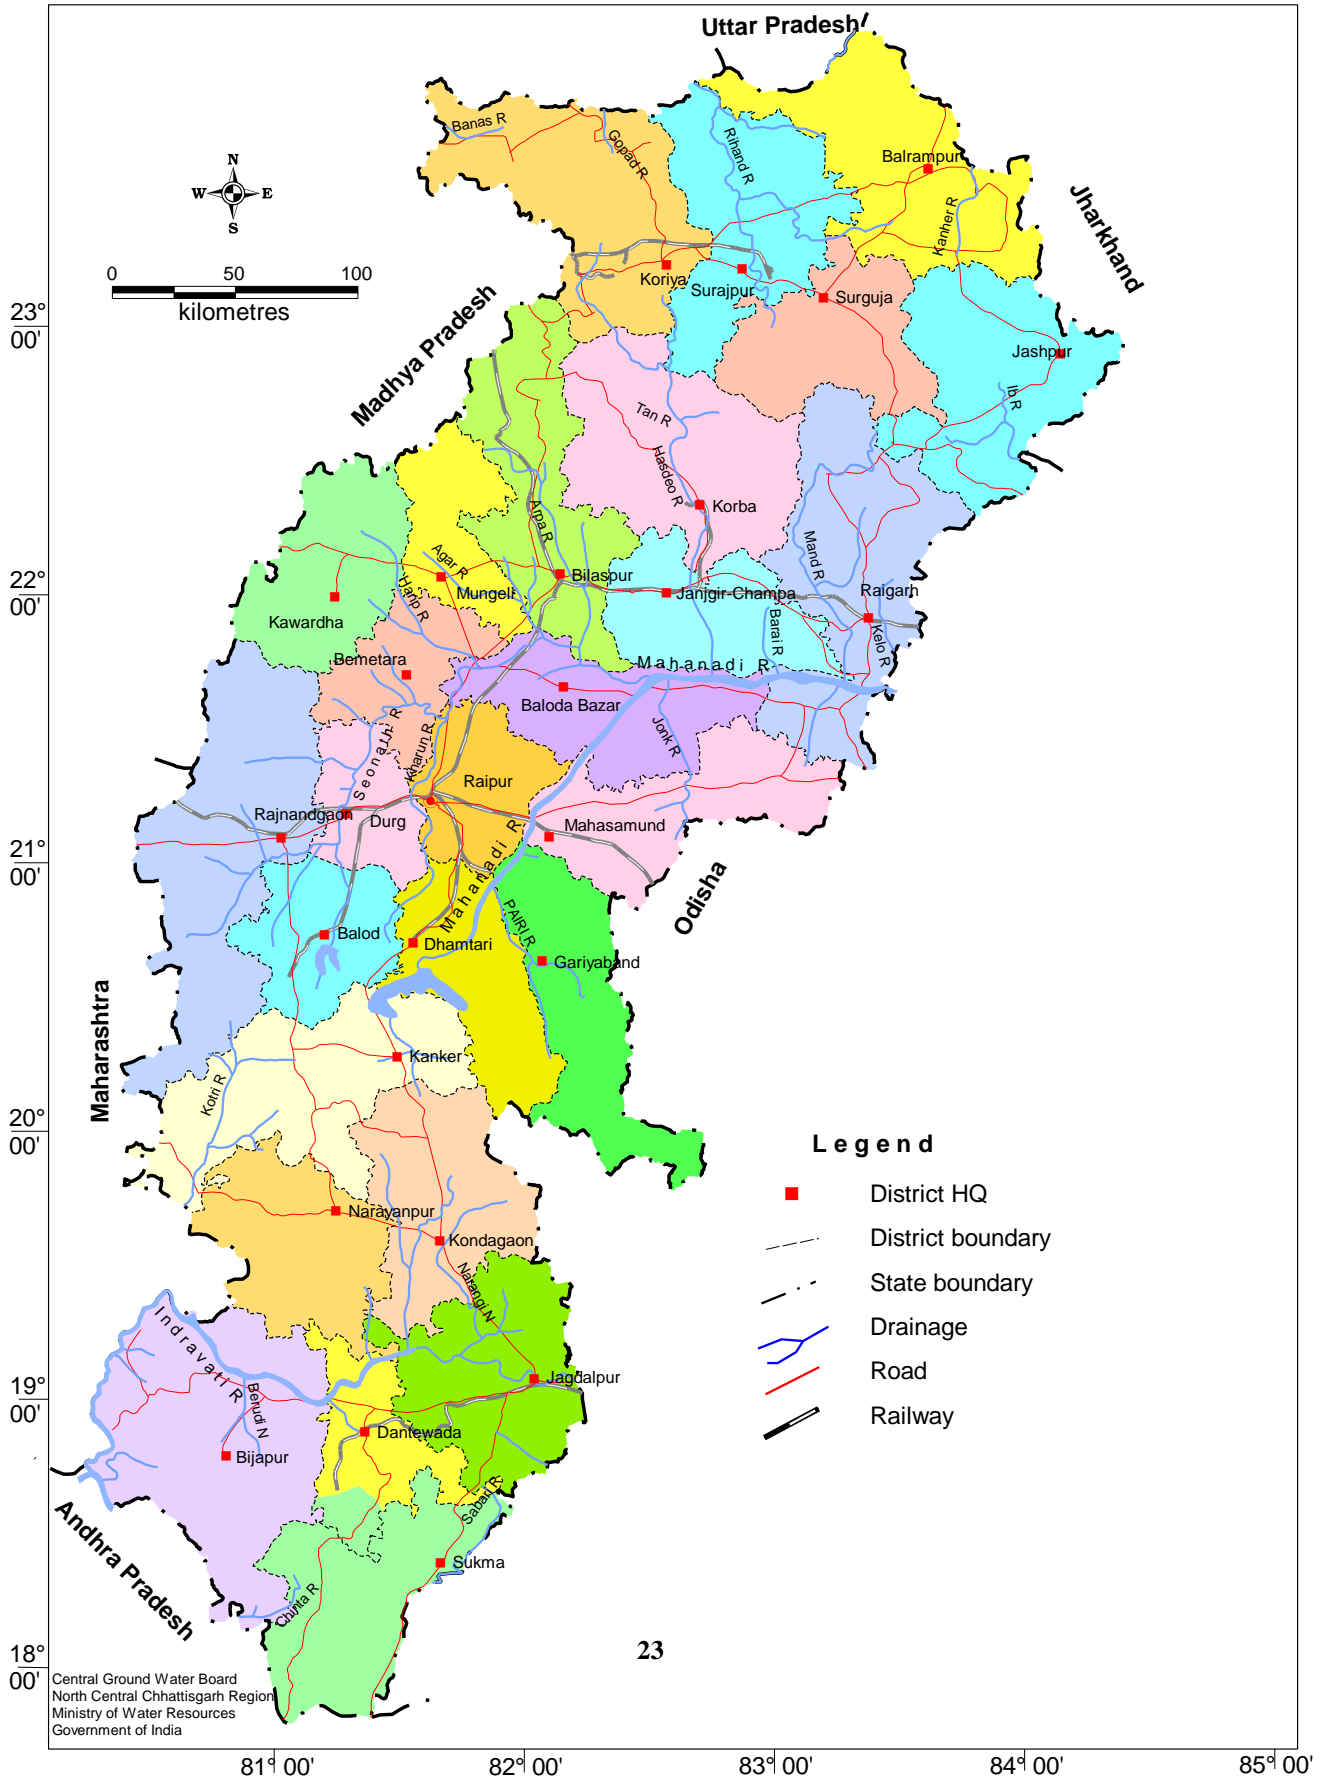 Uttar Pradesh
Banas R
Gopad R
Rihand R
Balrampur
Jharkhand
N
W
E
S
Kanher R
0
50
100
kilometres
Koriya
Surajpur
Surguja
23°
00'
Madhya Pradesh
Jashpur
Ib R
Tan R
Hasdeo R
Korba
Arpa R
Mand R
Agar R
Bilaspur
22°
00'
Hanp R
Mungeli
Janjgir-Champa
Raigarh
Kawardha
Barai R
Kelo R
Bemetara
Mahanadi R
Baloda Bazar
Seonath R
Kharun R
Jonk R
Raipur
Rajnandgaon
Durg
Mahasamund
21°
00'
Mahanadi R
Odisha
PAIRI R
Balod
Dhamtari
Gariyaband
Maharashtra
Kanker
Kotri R
20°
00'
Legend
District HQ
Narayanpur
Kondagaon
District boundary
Narangi N
State boundary
Indravati R
Drainage
Jagdalpur
Road
19°
00'
Berudi N
Railway
Dantewada
Bijapur
Sabari R
Andhra Pradesh
Sukma
Chinta R
23
18°
00'
Central Ground Water Board
North Central Chhattisgarh Region
Ministry of Water Resources
Government of India
81° 00'
82° 00'
83° 00'
84° 00'
85° 00'